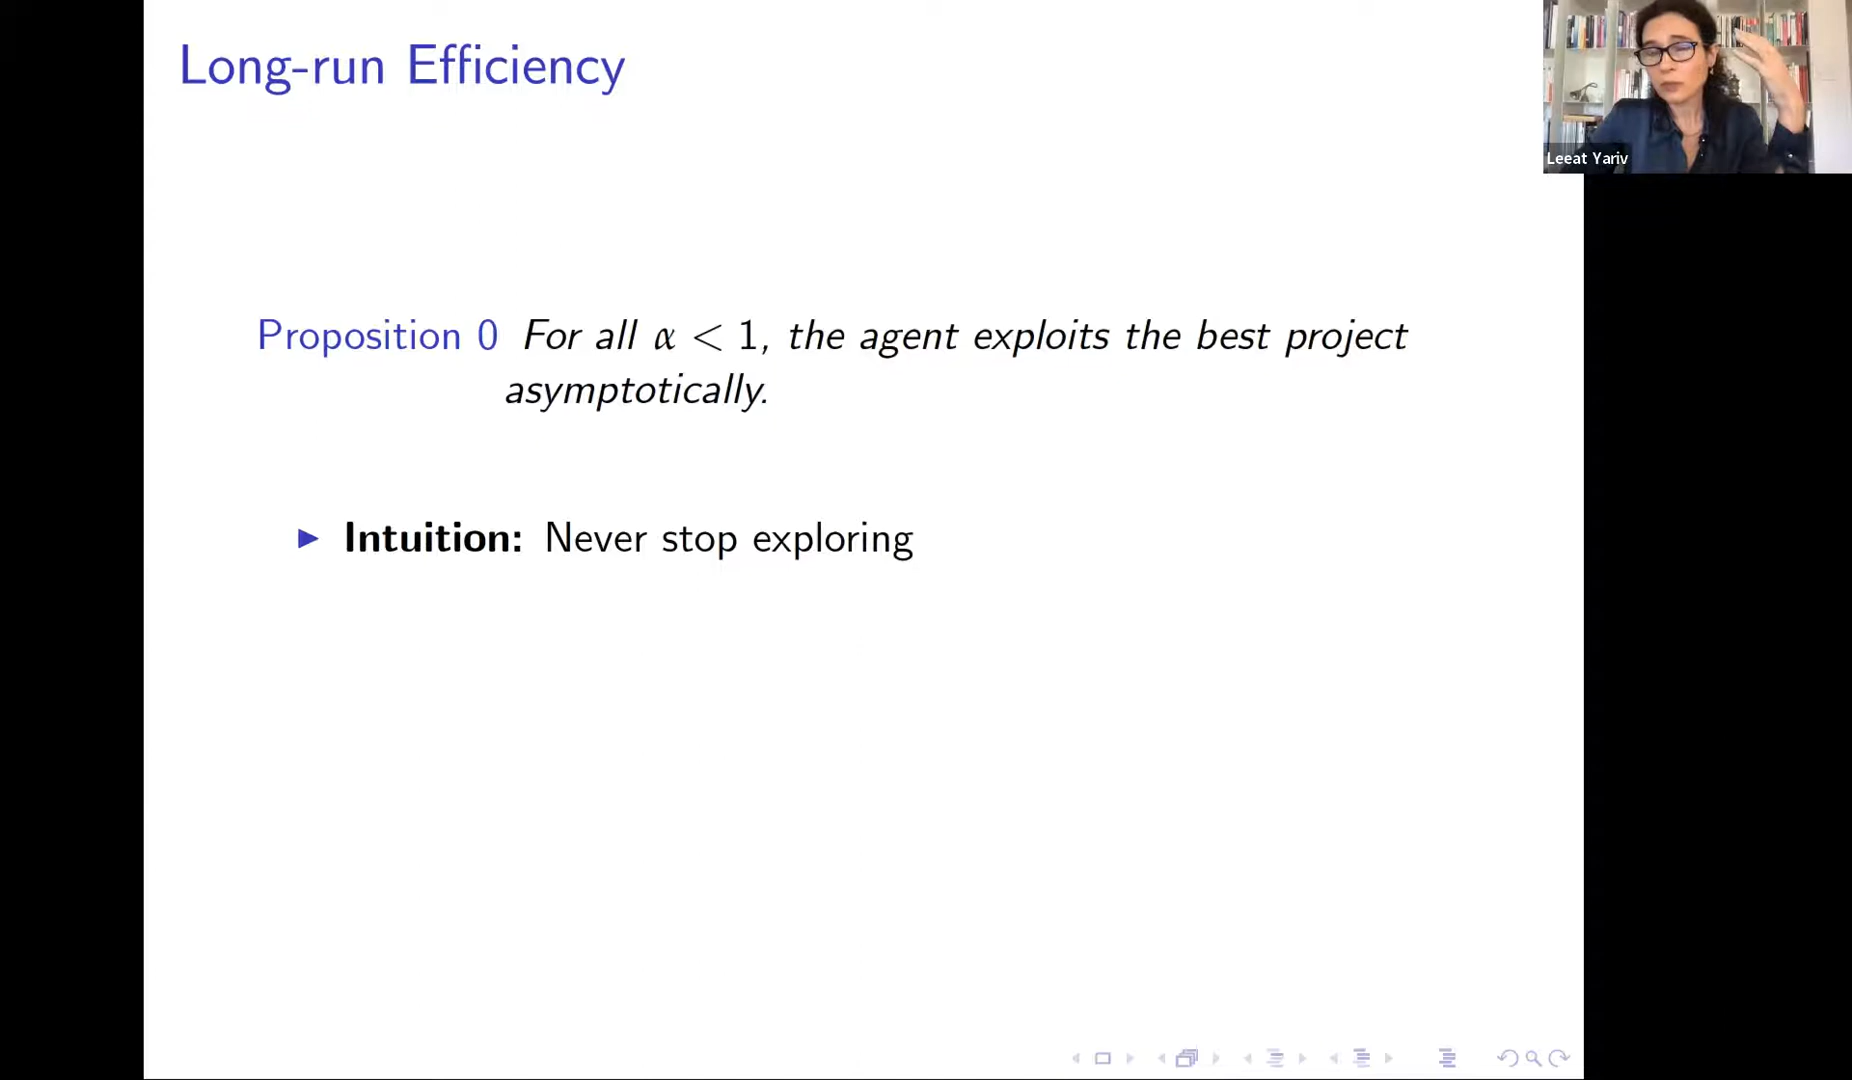 Long-run Efficiency
Leeat Yariv
Proposition 0 For all α < 1, the agent exploits the best project
asymptotically.
Intuition: Never stop exploring